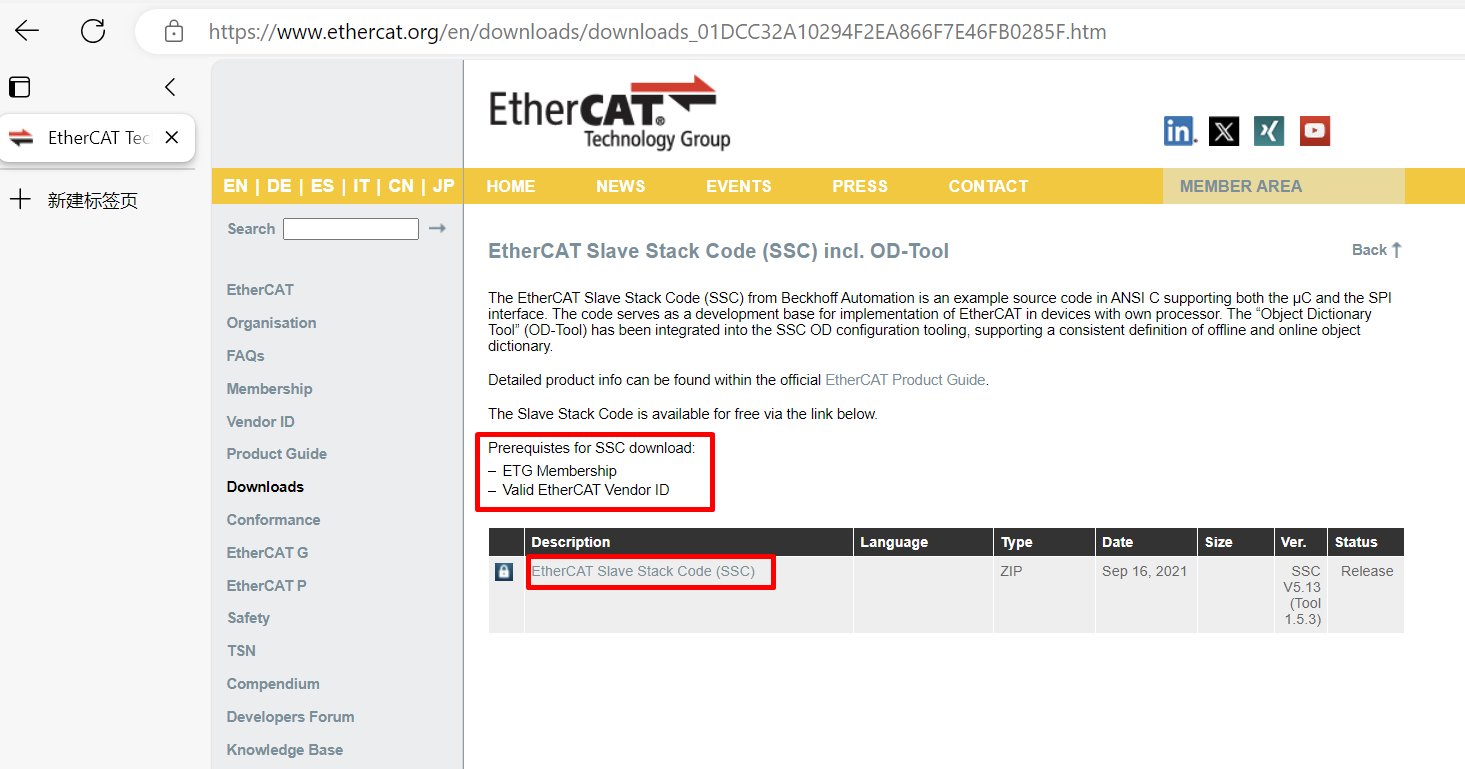 https://www.ethercat.org/en/downloads/downloads_01DCC32A10294F2EA866F7E46FB0285F.htm
EtherCAT Tec
新建标签页
EtherCAT®
Technology Group
in
X
YouTube
EN | DE | ES | IT | CN | JP
HOME NEWS EVENTS PRESS CONTACT MEMBER AREA
Search
EtherCAT
Organisation
FAQs
Membership
Vendor ID
Product Guide
Downloads
Conformance
EtherCAT G
EtherCAT P
Safety
TSN
Compendium
Developers Forum
Knowledge Base
EtherCAT Slave Stack Code (SSC) incl. OD-Tool
Back
The EtherCAT Slave Stack Code (SSC) from Beckhoff Automation is an example source code in ANSI C supporting both the µC and the SPI
interface. The code serves as a development base for implementation of EtherCAT in devices with own processor. The “Object Dictionary
Tool” (OD-Tool) has been integrated into the SSC OD configuration tooling, supporting a consistent definition of offline and online object
dictionary.
Detailed product info can be found within the official EtherCAT Product Guide.
The Slave Stack Code is available for free via the link below.
Prerequistes for SSC download:
– ETG Membership
– Valid EtherCAT Vendor ID
Description Language Type Date Size Ver. Status
EtherCAT Slave Stack Code (SSC) ZIP Sep 16, 2021 SSC Release
V5.13
(Tool
1.5.3)